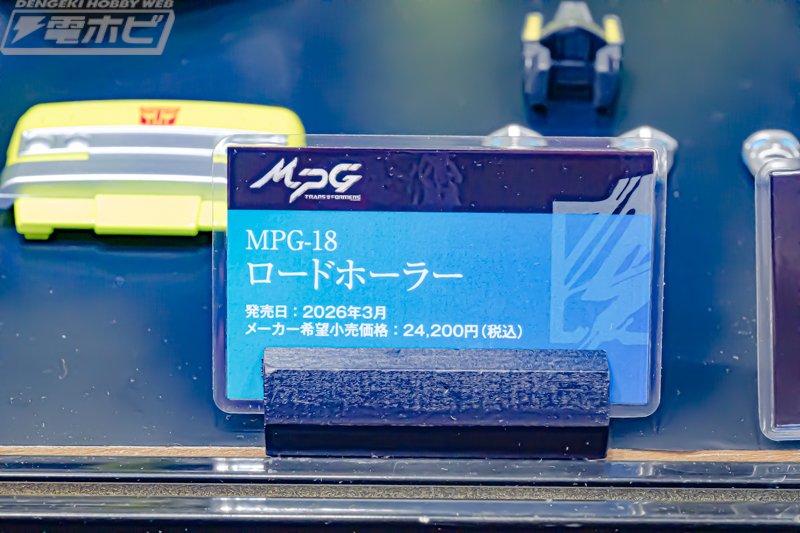 DENGEKI HOBBY WEB
電ホビ
MPG
TRANSFORMERS
MPG-18
ロードホーラー
発売日：2026年3月
メーカー希望小売価格：24,200円（税込）